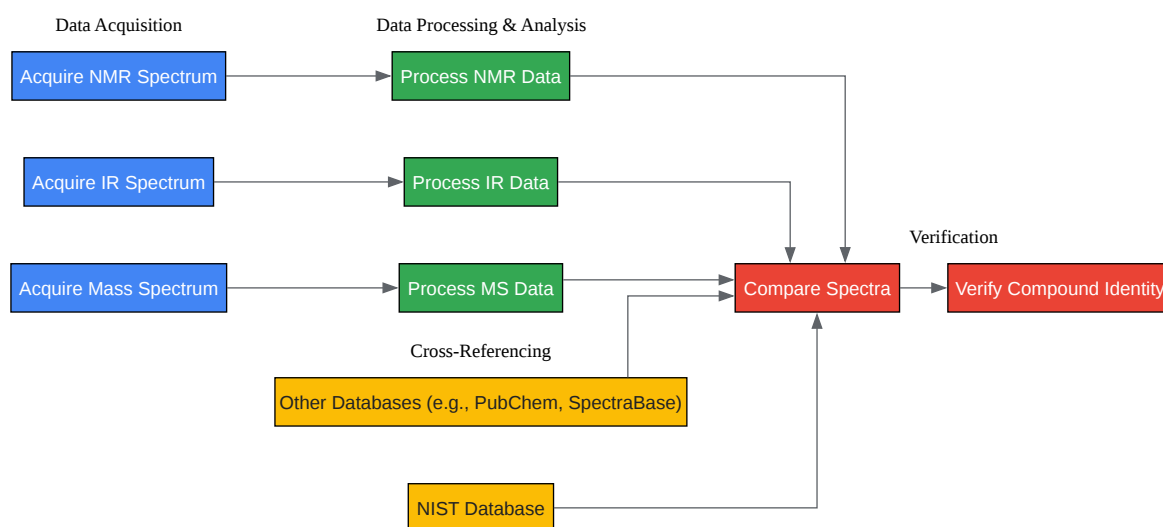 Data Acquisition
Data Processing & Analysis
Acquire NMR Spectrum
Process NMR Data
Acquire IR Spectrum
Process IR Data
Verification
Acquire Mass Spectrum
Process MS Data
Compare Spectra
Verify Compound Identity
Cross-Referencing
Other Databases (e.g., PubChem, SpectraBase)
NIST Database